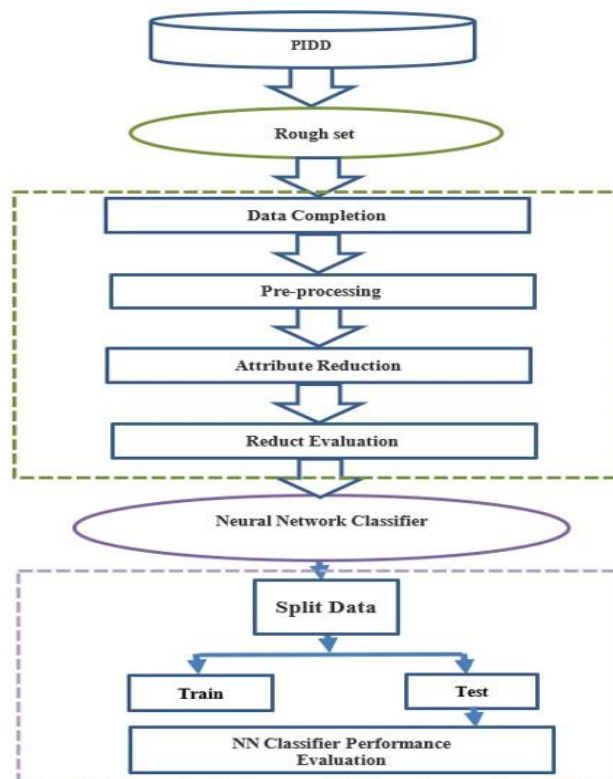 PIDD
Rough set
Data Completion
Pre-processing
Attribute Reduction
Reduct Evaluation
Neural Network Classifier
Split Data
Train
Test
NN Classifier Performance
Evaluation